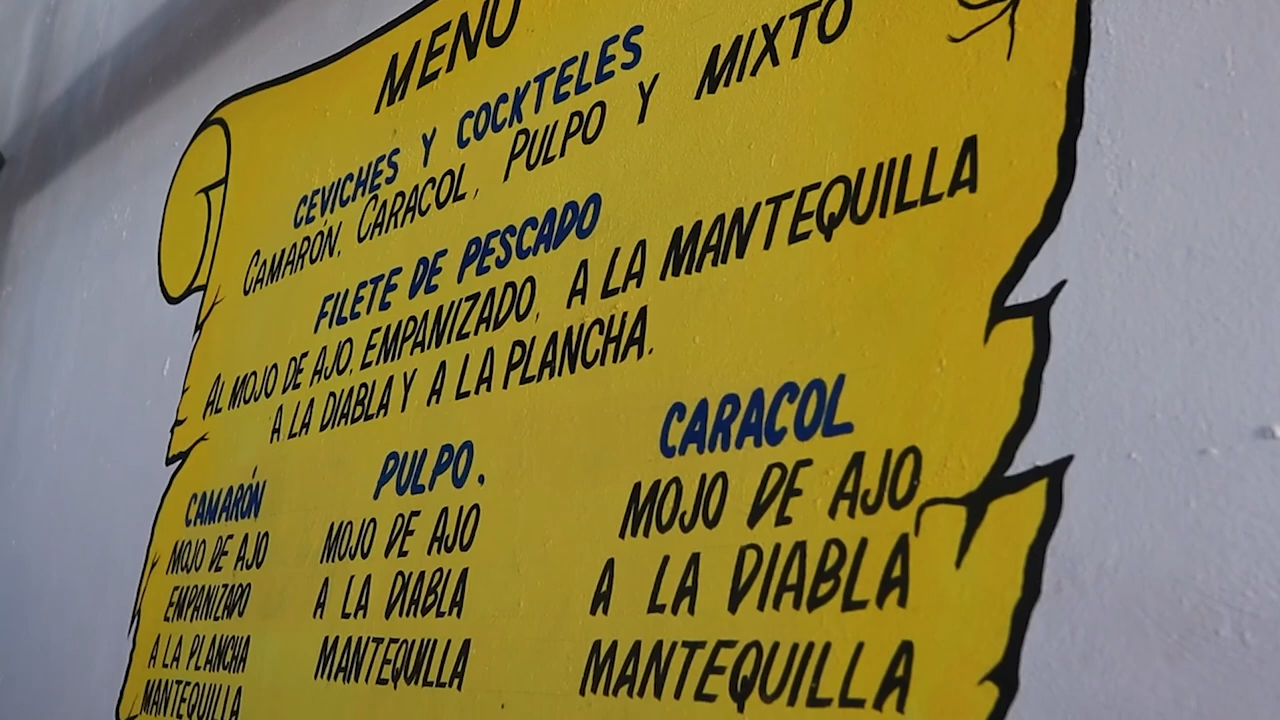 MENÚ
CEVICHES Y COCKTELES
CAMARÓN, CARACOL, PULPO Y MIXTO
FILETE DE PESCADO
AL MOJO DE AJO, EMPANIZADO, A LA MANTEQUILLA
A LA DIABLA Y A LA PLANCHA.
CAMARÓN
MOJO DE AJO
EMPANIZADO
A LA PLANCHA
MANTEQUILLA
PULPO.
MOJO DE AJO
A LA DIABLA
MANTEQUILLA
CARACOL
MOJO DE AJO
A LA DIABLA
MANTEQUILLA